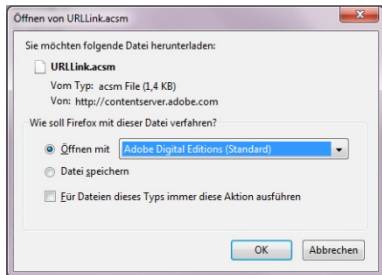 Öffnen von URLLink.acsm
Sie möchten folgende Datei herunterladen:
URLLink.acsm
Vom Typ: acsm File (1,4 KB)
Von: http://contentserver.adobe.com
Wie soll Firefox mit dieser Datei verfahren?
Öffnen mit Adobe Digital Editions (Standard)
Datei speichern
Für Dateien dieses Typs immer diese Aktion ausführen
OK Abbrechen